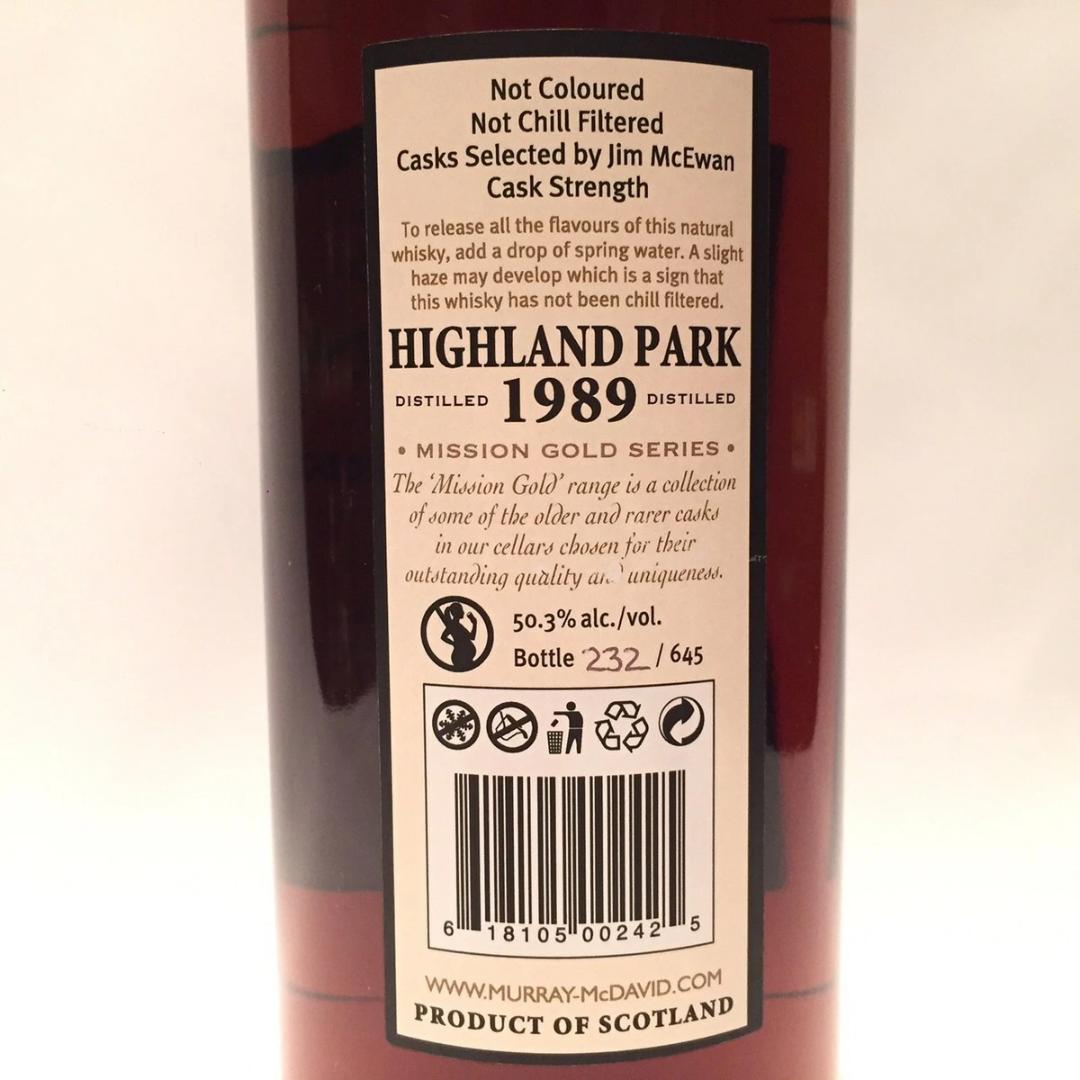 Not Coloured
Not Chill Filtered
Casks Selected by Jim McEwan
Cask Strength
To release all the flavours of this natural
whisky, add a drop of spring water. A slight
haze may develop which is a sign that
this whisky has not been chill filtered.
HIGHLAND PARK
DISTILLED 1989 DISTILLED
• MISSION GOLD SERIES •
The 'Mission Gold' range is a collection
of some of the older and rarer casks
in our cellars chosen for their
outstanding quality and uniqueness.
50.3% alc./vol.
Bottle 232 / 645
6 18105 00242 5
WWW.MURRAY-McDAVID.COM
PRODUCT OF SCOTLAND